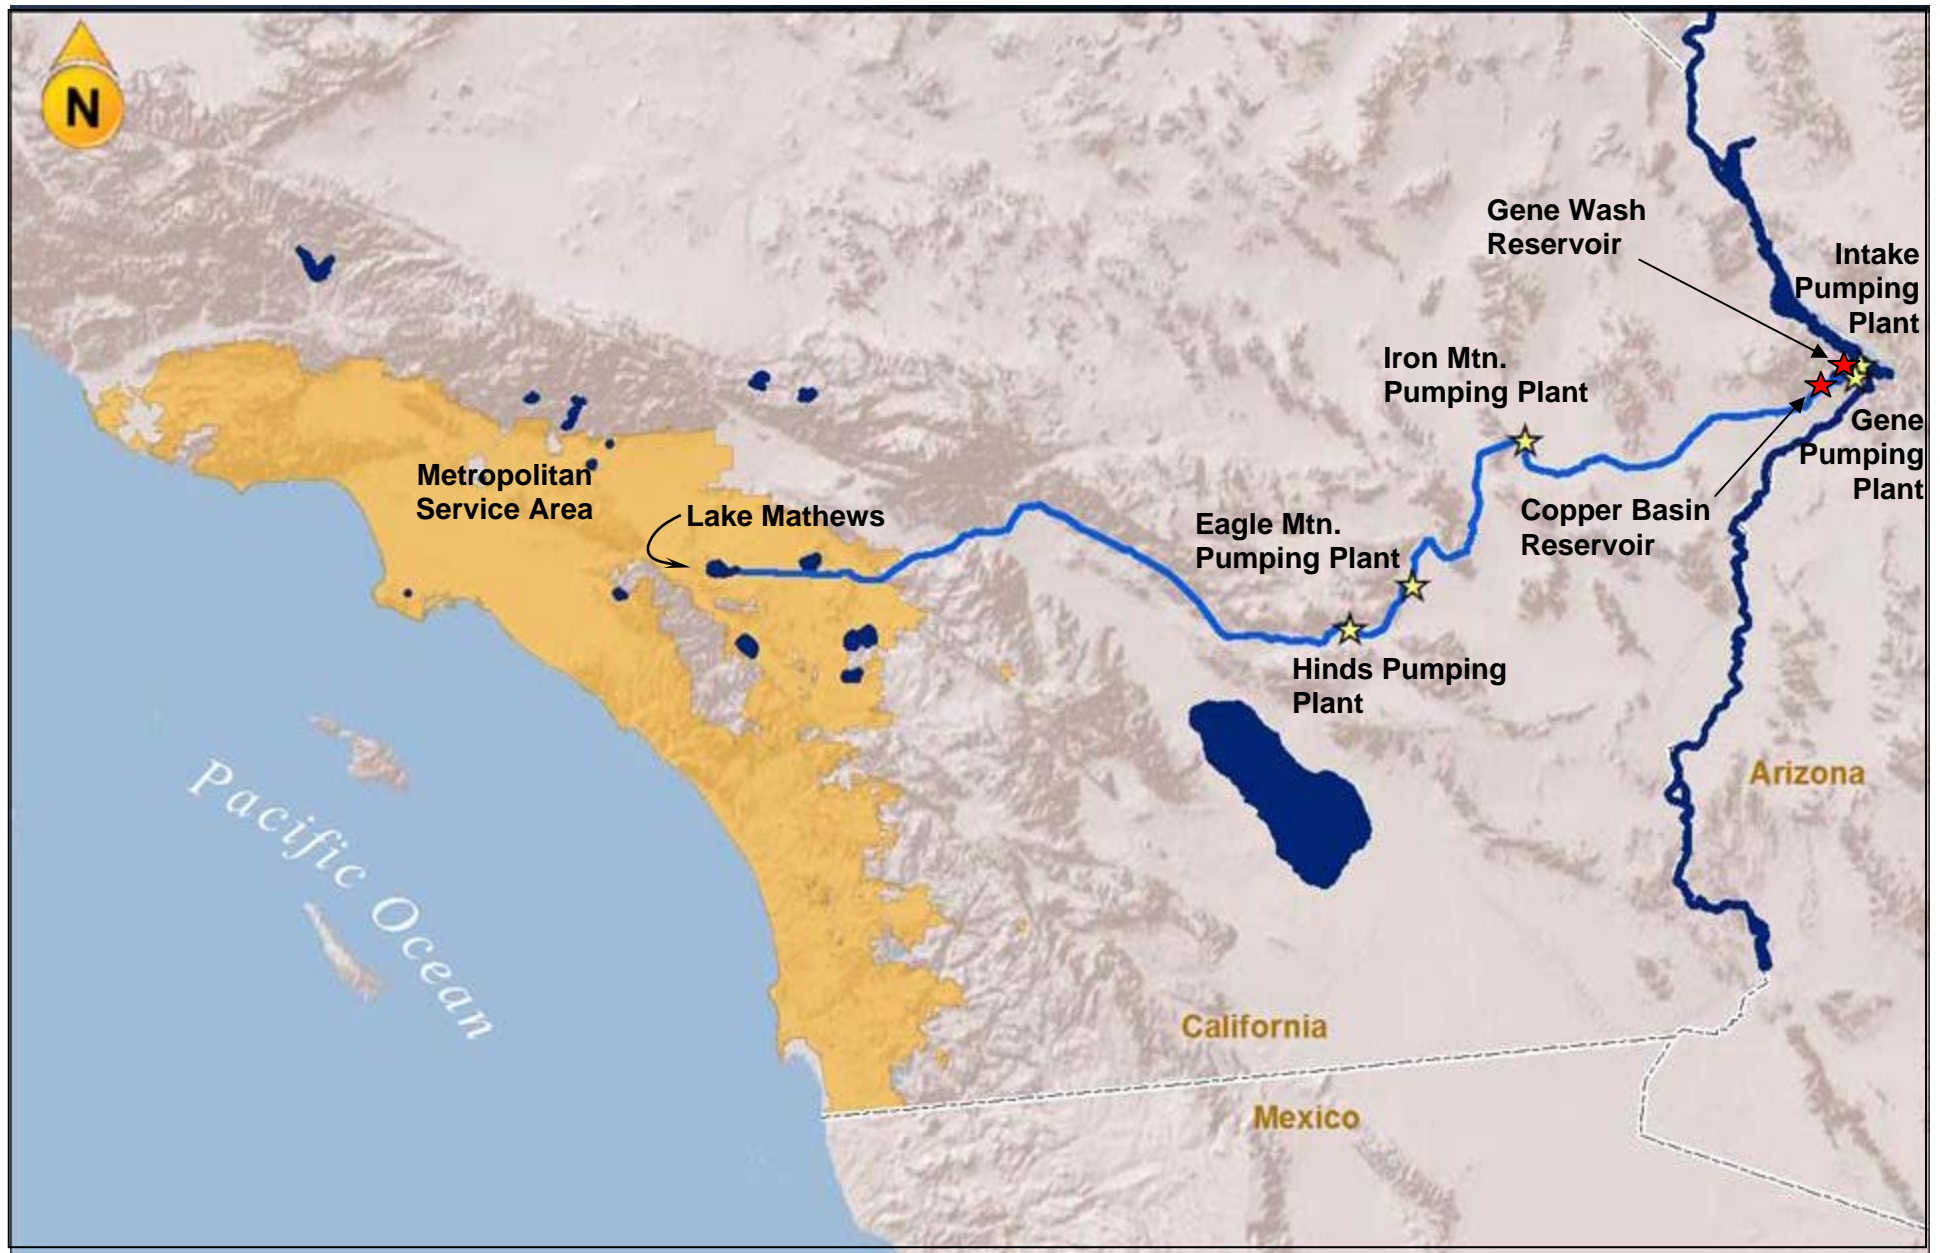 N
Gene Wash
Reservoir
Intake
Pumping
Plant
Iron Mtn.
Pumping Plant
Gene
Pumping
Plant
Metropolitan
Service Area
Lake Mathews
Eagle Mtn.
Pumping Plant
Copper Basin
Reservoir
Hinds Pumping
Plant
Arizona
Pacific Ocean
California
Mexico